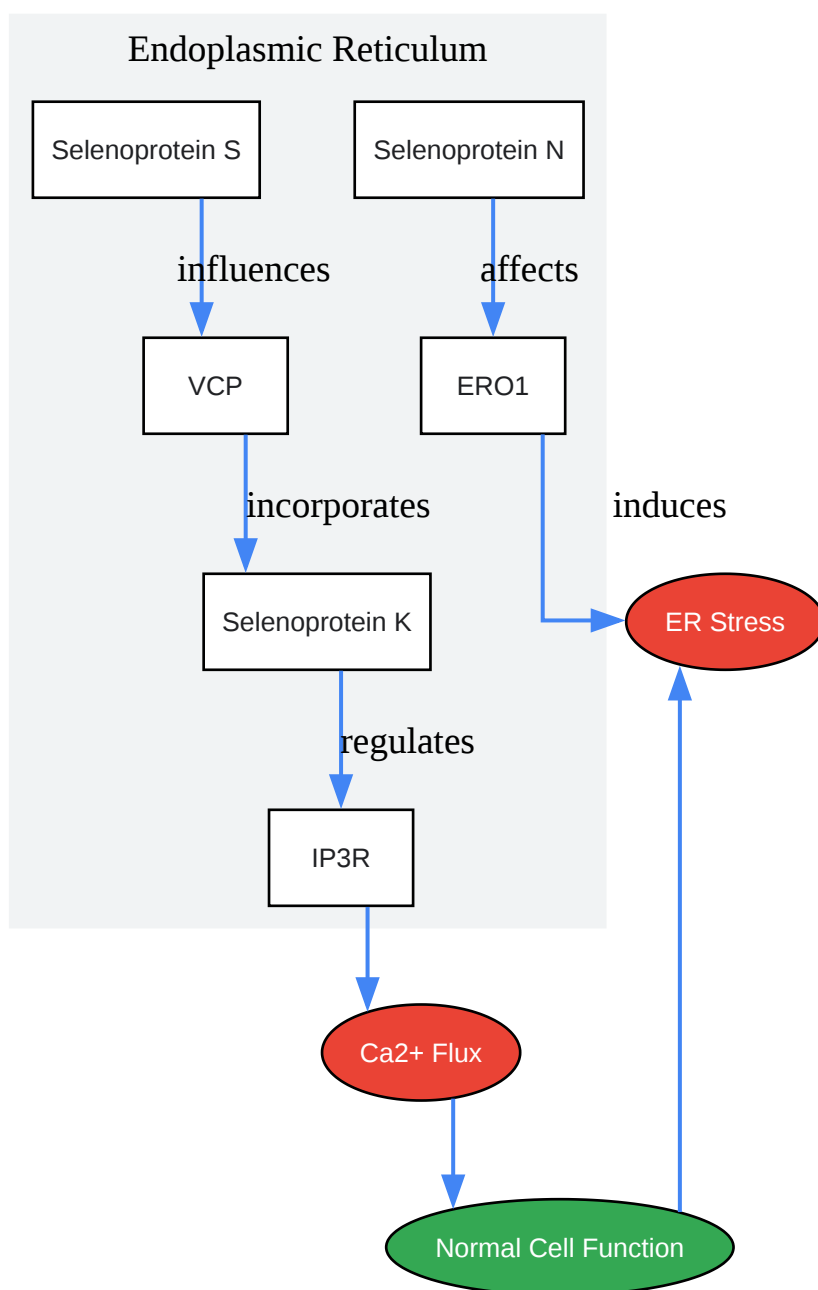 Endoplasmic Reticulum
Selenoprotein S
Selenoprotein N
influences
affects
VCP
ERO1
incorporates
induces
Selenoprotein K
ER Stress
regulates
IP3R
Ca2+ Flux
Normal Cell Function